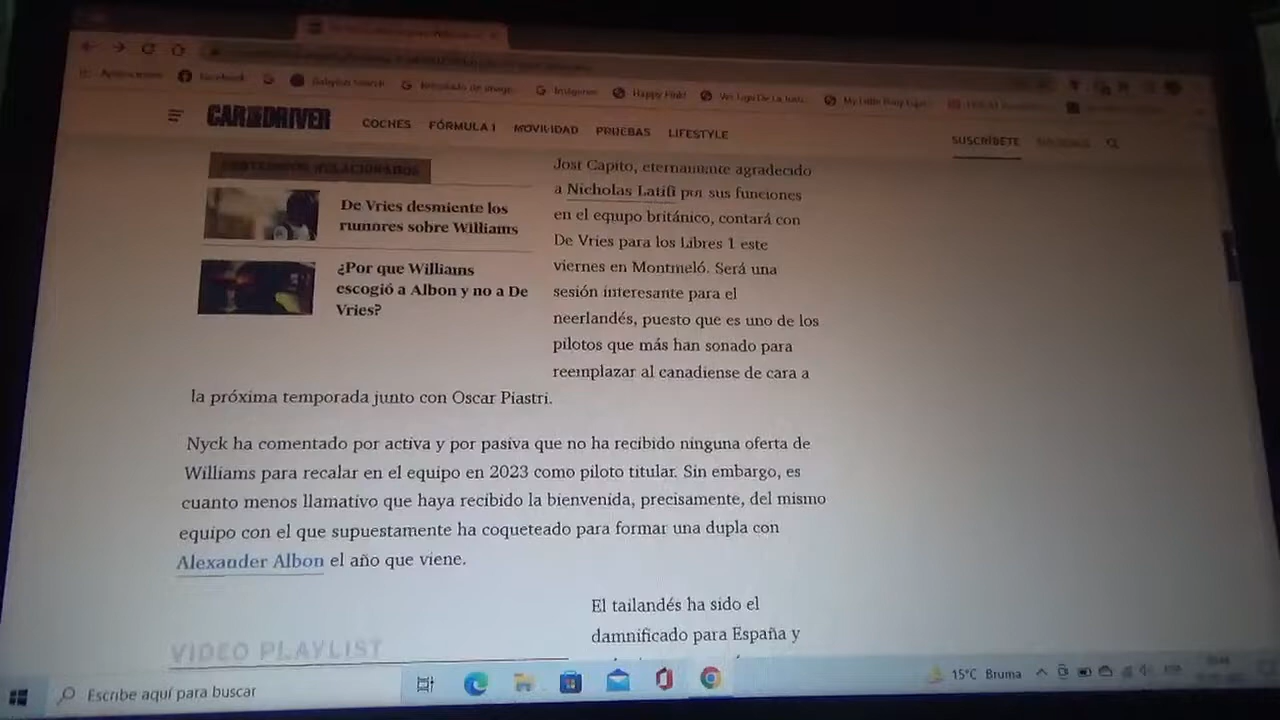 Facebook
Babylon Search
Imágenes
Happy Pink!
CAR AND DRIVER
COCHES
FÓRMULA 1
MOVILIDAD
PRUEBAS
LIFESTYLE
SUSCRÍBETE
CONTENIDOS RELACIONADOS
De Vries desmiente los
rumores sobre Williams
¿Por que Williams
escogió a Albon y no a De
Vries?
Jost Capito, eternamente agradecido
a Nicholas Latifi por sus funciones
en el equipo británico, contará con
De Vries para los Libres 1 este
viernes en Montmeló. Será una
sesión interesante para el
neerlandés, puesto que es uno de los
pilotos que más han sonado para
reemplazar al canadiense de cara a
la próxima temporada junto con Oscar Piastri.
Nyck ha comentado por activa y por pasiva que no ha recibido ninguna oferta de
Williams para recalar en el equipo en 2023 como piloto titular. Sin embargo, es
cuanto menos llamativo que haya recibido la bienvenida, precisamente, del mismo
equipo con el que supuestamente ha coqueteado para formar una dupla con
Alexander Albon el año que viene.
El tailandés ha sido el
damnificado para España y
VIDEO PLAYLIST
Escribe aquí para buscar
15°C Bruma